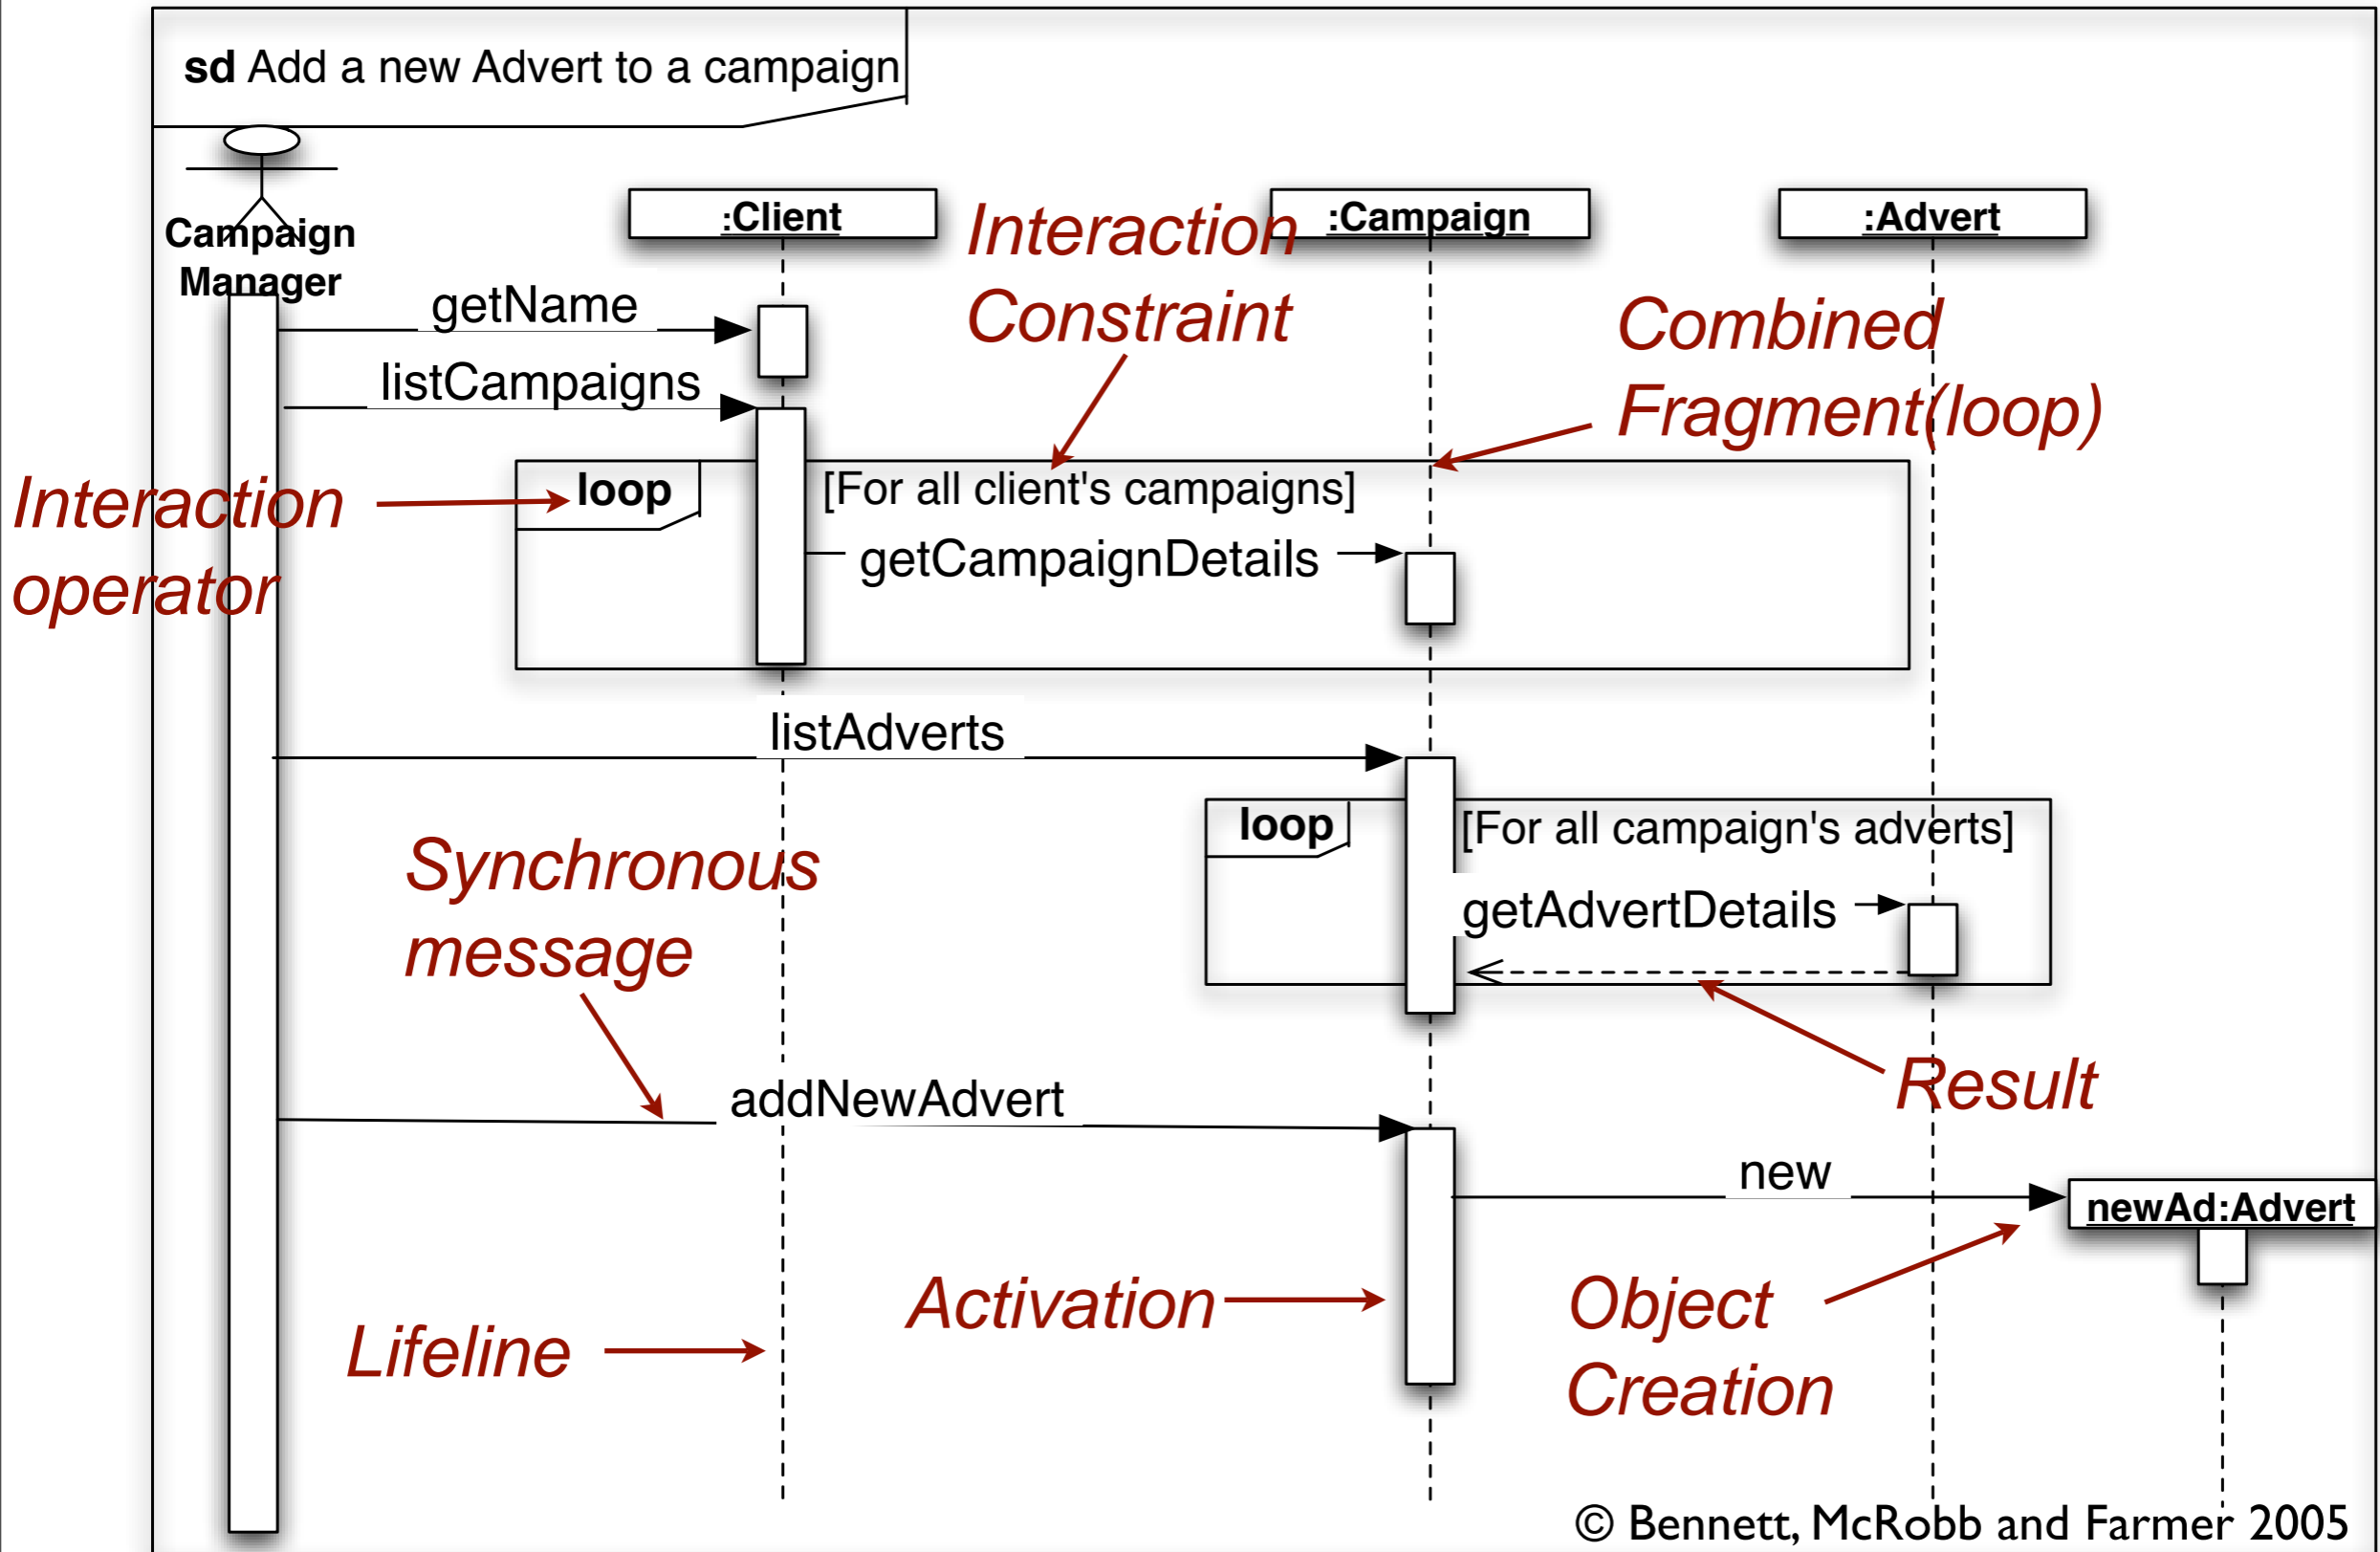 sd Add a new Advert to a campaign
Campaign
Manager
:Client
:Campaign
:Advert
Interaction
Constraint
Combined
Fragment(loop)
getName
listCampaigns
Interaction
operator
loop
[For all client's campaigns]
getCampaignDetails
listAdverts
loop
[For all campaign's adverts]
getAdvertDetails
Synchronous
message
Result
addNewAdvert
new
newAd:Advert
Activation
Object
Creation
Lifeline
© Bennett, McRobb and Farmer 2005